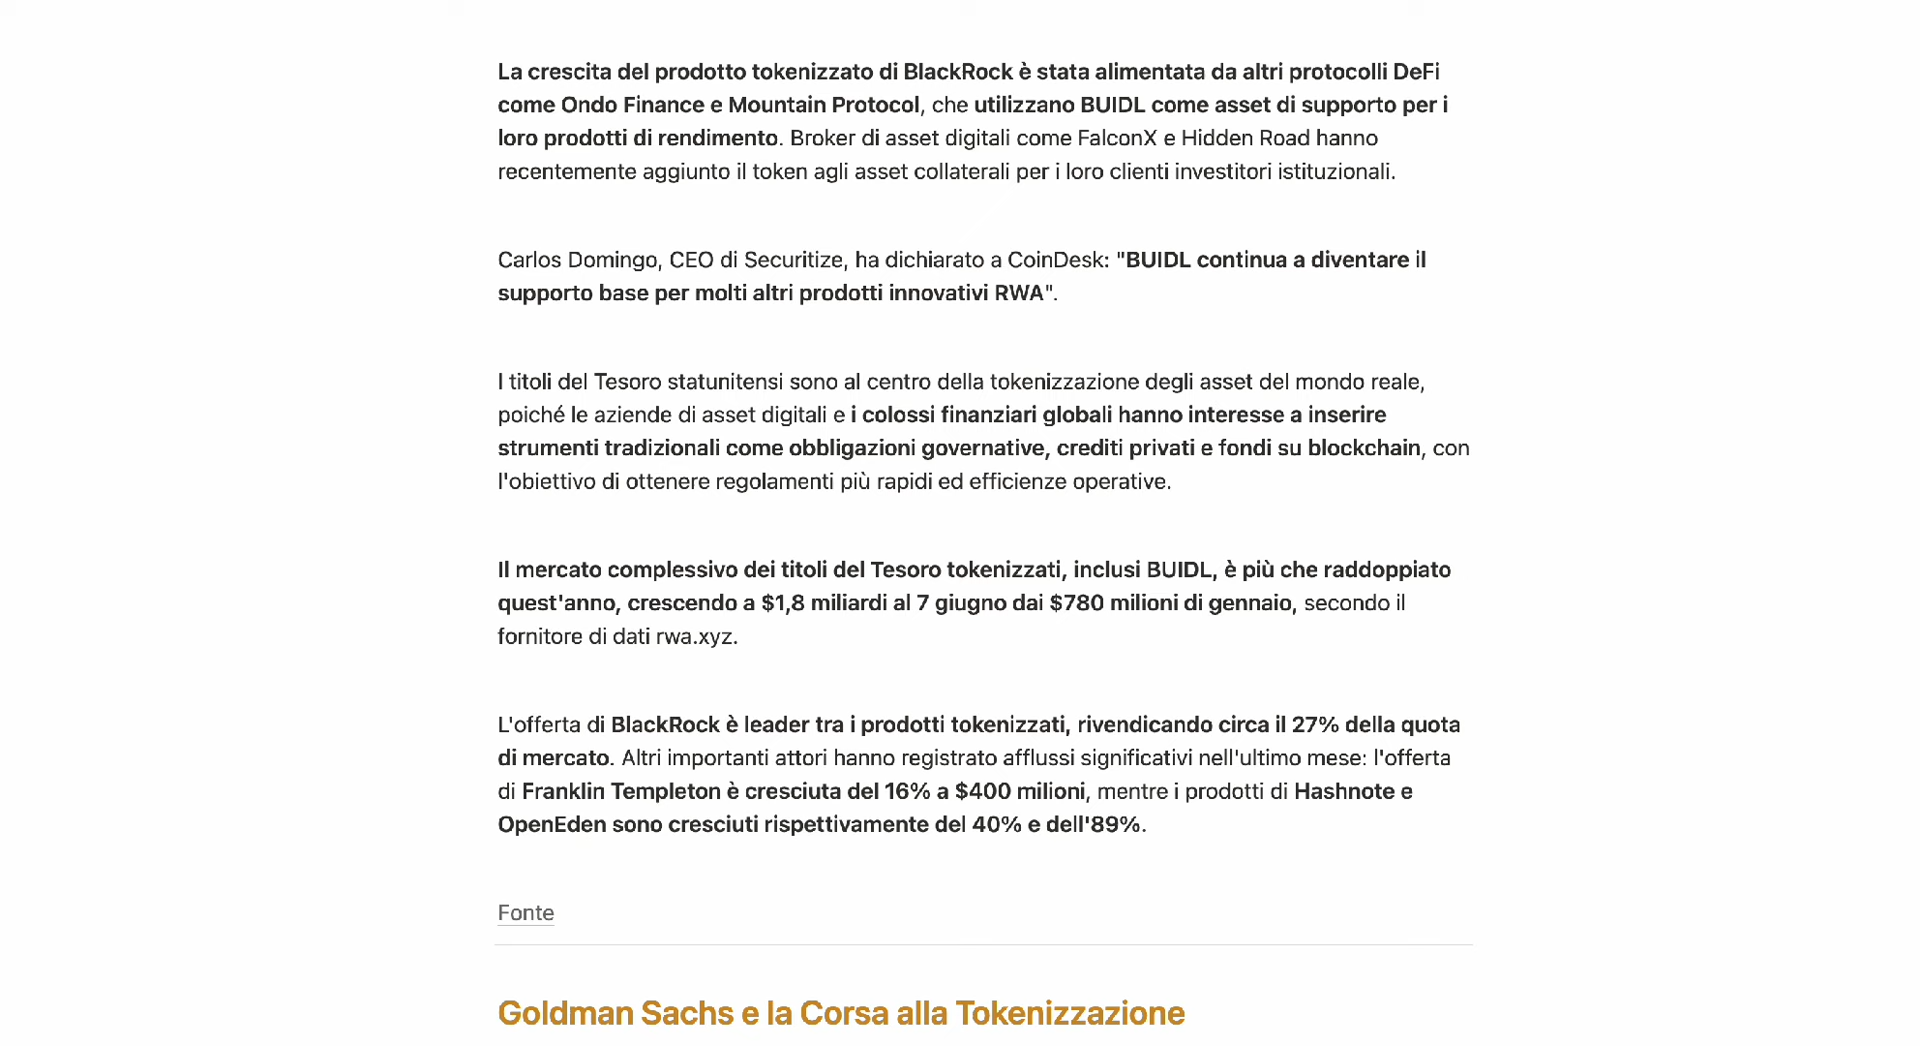 La crescita del prodotto tokenizzato di BlackRock è stata alimentata da altri protocolli DeFi
come Ondo Finance e Mountain Protocol, che utilizzano BUIDL come asset di supporto per i
loro prodotti di rendimento. Broker di asset digitali come FalconX e Hidden Road hanno
recentemente aggiunto il token agli asset collaterali per i loro clienti investitori istituzionali.
Carlos Domingo, CEO di Securitize, ha dichiarato a CoinDesk: "BUIDL continua a diventare il
supporto base per molti altri prodotti innovativi RWA".
I titoli del Tesoro statunitensi sono al centro della tokenizzazione degli asset del mondo reale,
poiché le aziende di asset digitali e i colossi finanziari globali hanno interesse a inserire
strumenti tradizionali come obbligazioni governative, crediti privati e fondi su blockchain, con
l'obiettivo di ottenere regolamenti più rapidi ed efficienze operative.
Il mercato complessivo dei titoli del Tesoro tokenizzati, inclusi BUIDL, è più che raddoppiato
quest'anno, crescendo a $1,8 miliardi al 7 giugno dai $780 milioni di gennaio, secondo il
fornitore di dati rwa.xyz.
L'offerta di BlackRock è leader tra i prodotti tokenizzati, rivendicando circa il 27% della quota
di mercato. Altri importanti attori hanno registrato afflussi significativi nell'ultimo mese: l'offerta
di Franklin Templeton è cresciuta del 16% a $400 milioni, mentre i prodotti di Hashnote e
OpenEden sono cresciuti rispettivamente del 40% e dell'89%.
Fonte
Goldman Sachs e la Corsa alla Tokenizzazione